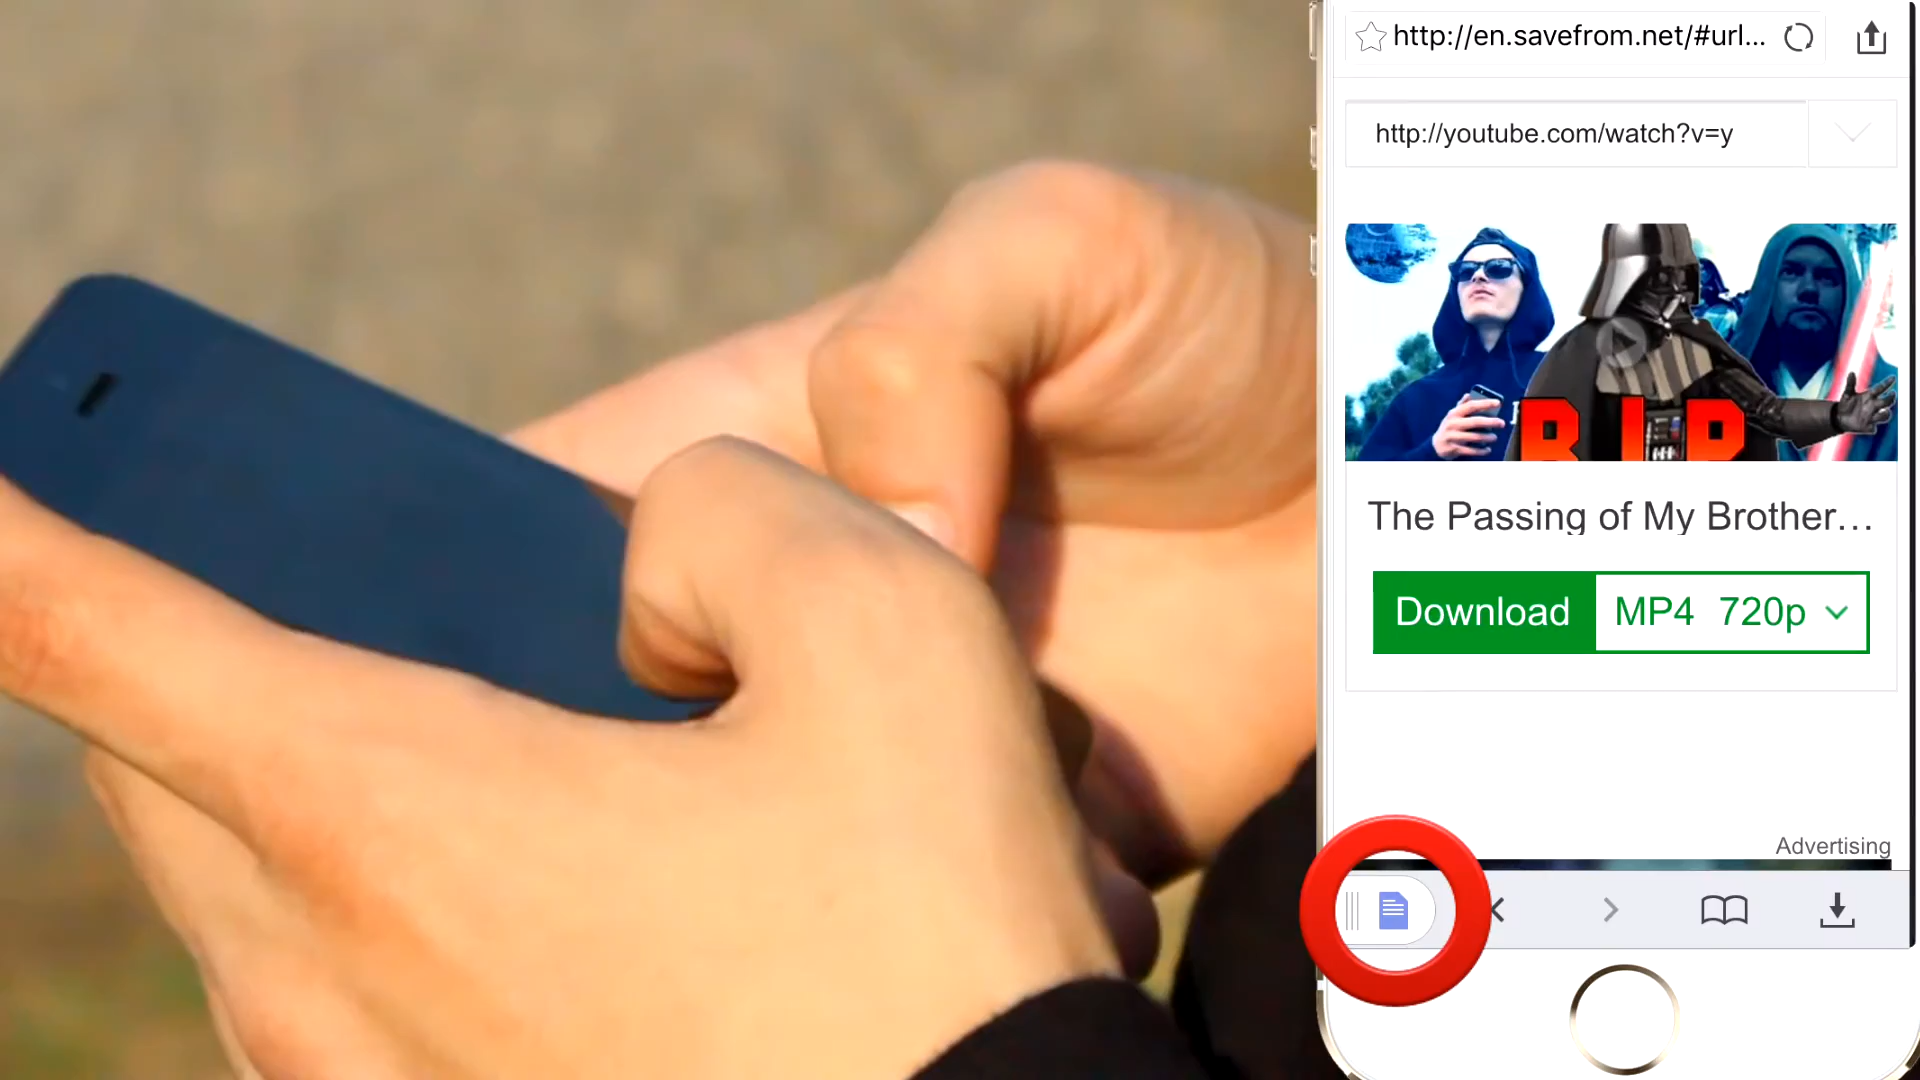 http://en.savefrom.net/#url...
http://youtube.com/watch?v=y
R I P
The Passing of My Brother...
Download MP4 720p
Advertising